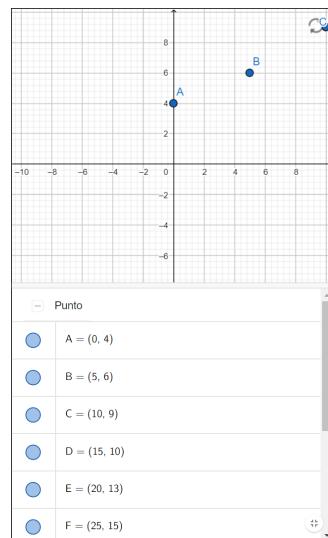 C
8
B
6
A
4
2
−10 −8 −6 −4 −2 0 2 4 6 8
−2
−4
−6
Punto
A = (0, 4)
B = (5, 6)
C = (10, 9)
D = (15, 10)
E = (20, 13)
F = (25, 15)